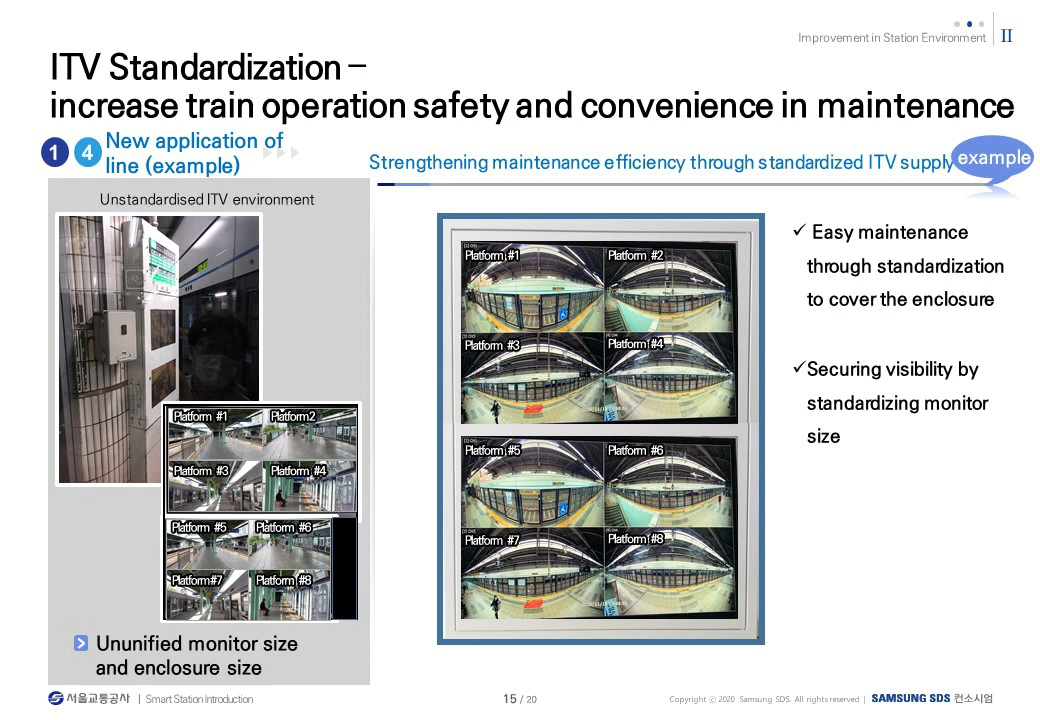 Improvement in Station Environment II
ITV Standardization –
increase train operation safety and convenience in maintenance
1 4 New application of
line (example)
Strengthening maintenance efficiency through standardized ITV supply
example
Unstandardised ITV environment
Platform #1 Platform2
Platform #3 Platform #4
Platform #5 Platform #6
Platform#7 Platform #8
Ununified monitor size
and enclosure size
Platform #1 Platform #2
Platform #3 Platform #4
Platform #5 Platform #6
Platform #7 Platform #8
✓ Easy maintenance
through standardization
to cover the enclosure
✓Securing visibility by
standardizing monitor
size
서울교통공사 | Smart Station Introduction
15 / 20
Copyright ⓒ 2020 Samsung SDS. All rights reserved | SAMSUNG SDS 컨소시엄